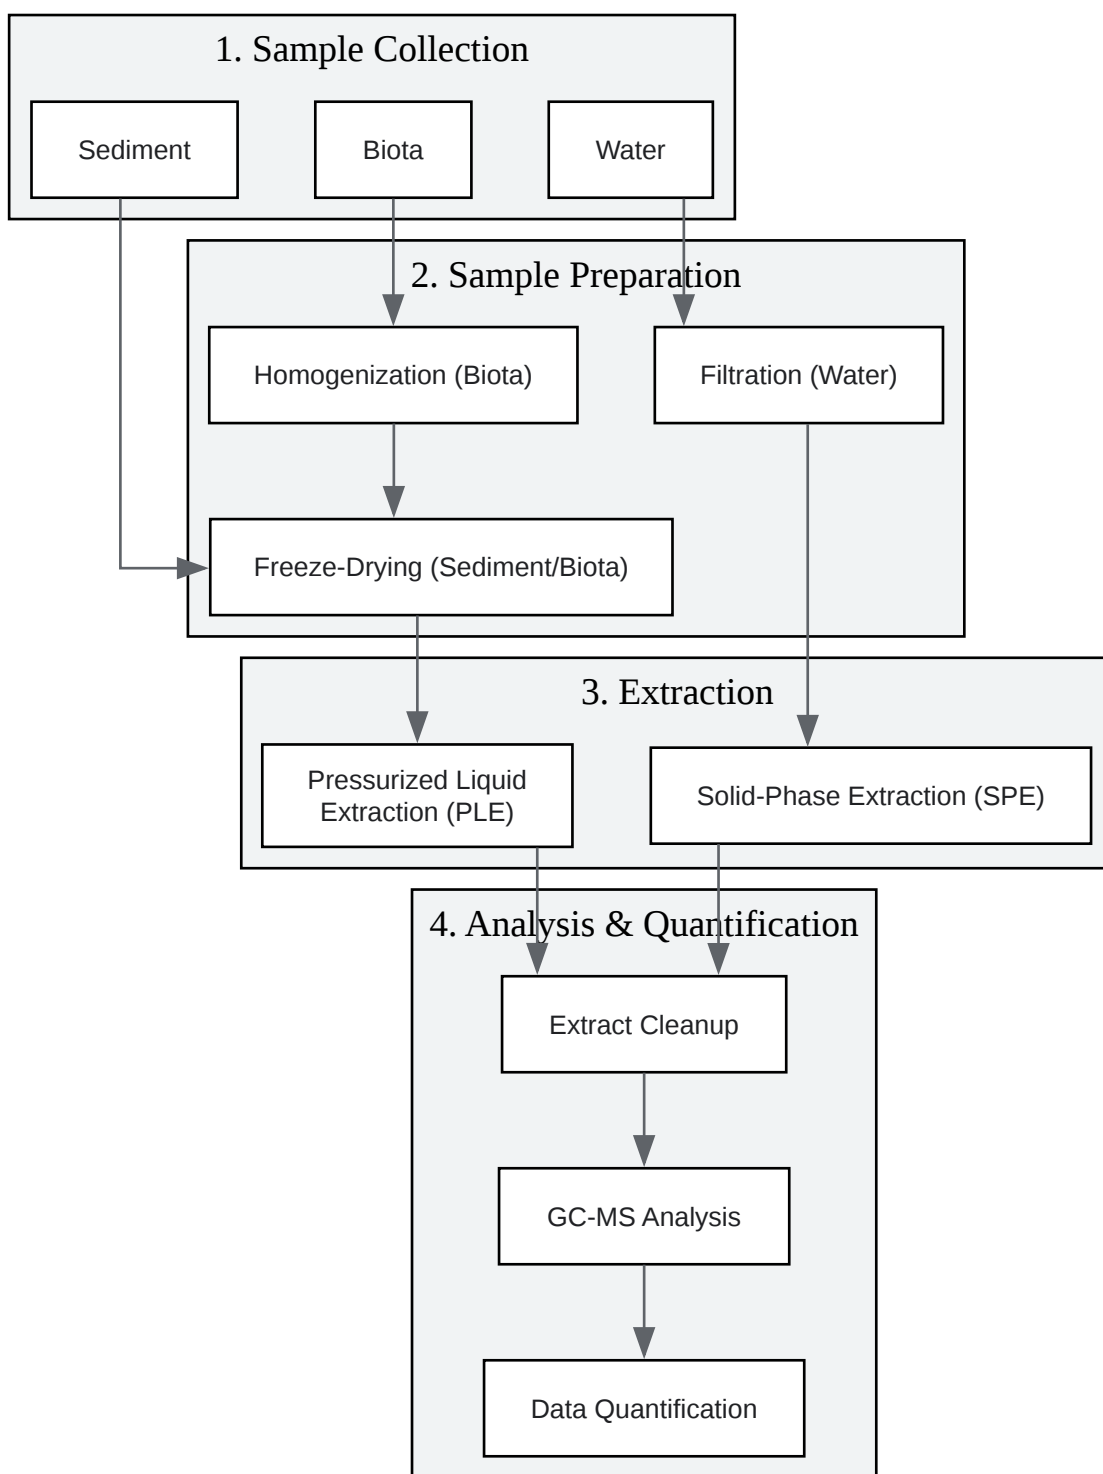 1. Sample Collection
Sediment
Biota
Water
2. Sample Preparation
Homogenization (Biota)
Filtration (Water)
Freeze-Drying (Sediment/Biota)
3. Extraction
Pressurized Liquid
Extraction (PLE)
Solid-Phase Extraction (SPE)
4. Analysis & Quantification
Extract Cleanup
GC-MS Analysis
Data Quantification